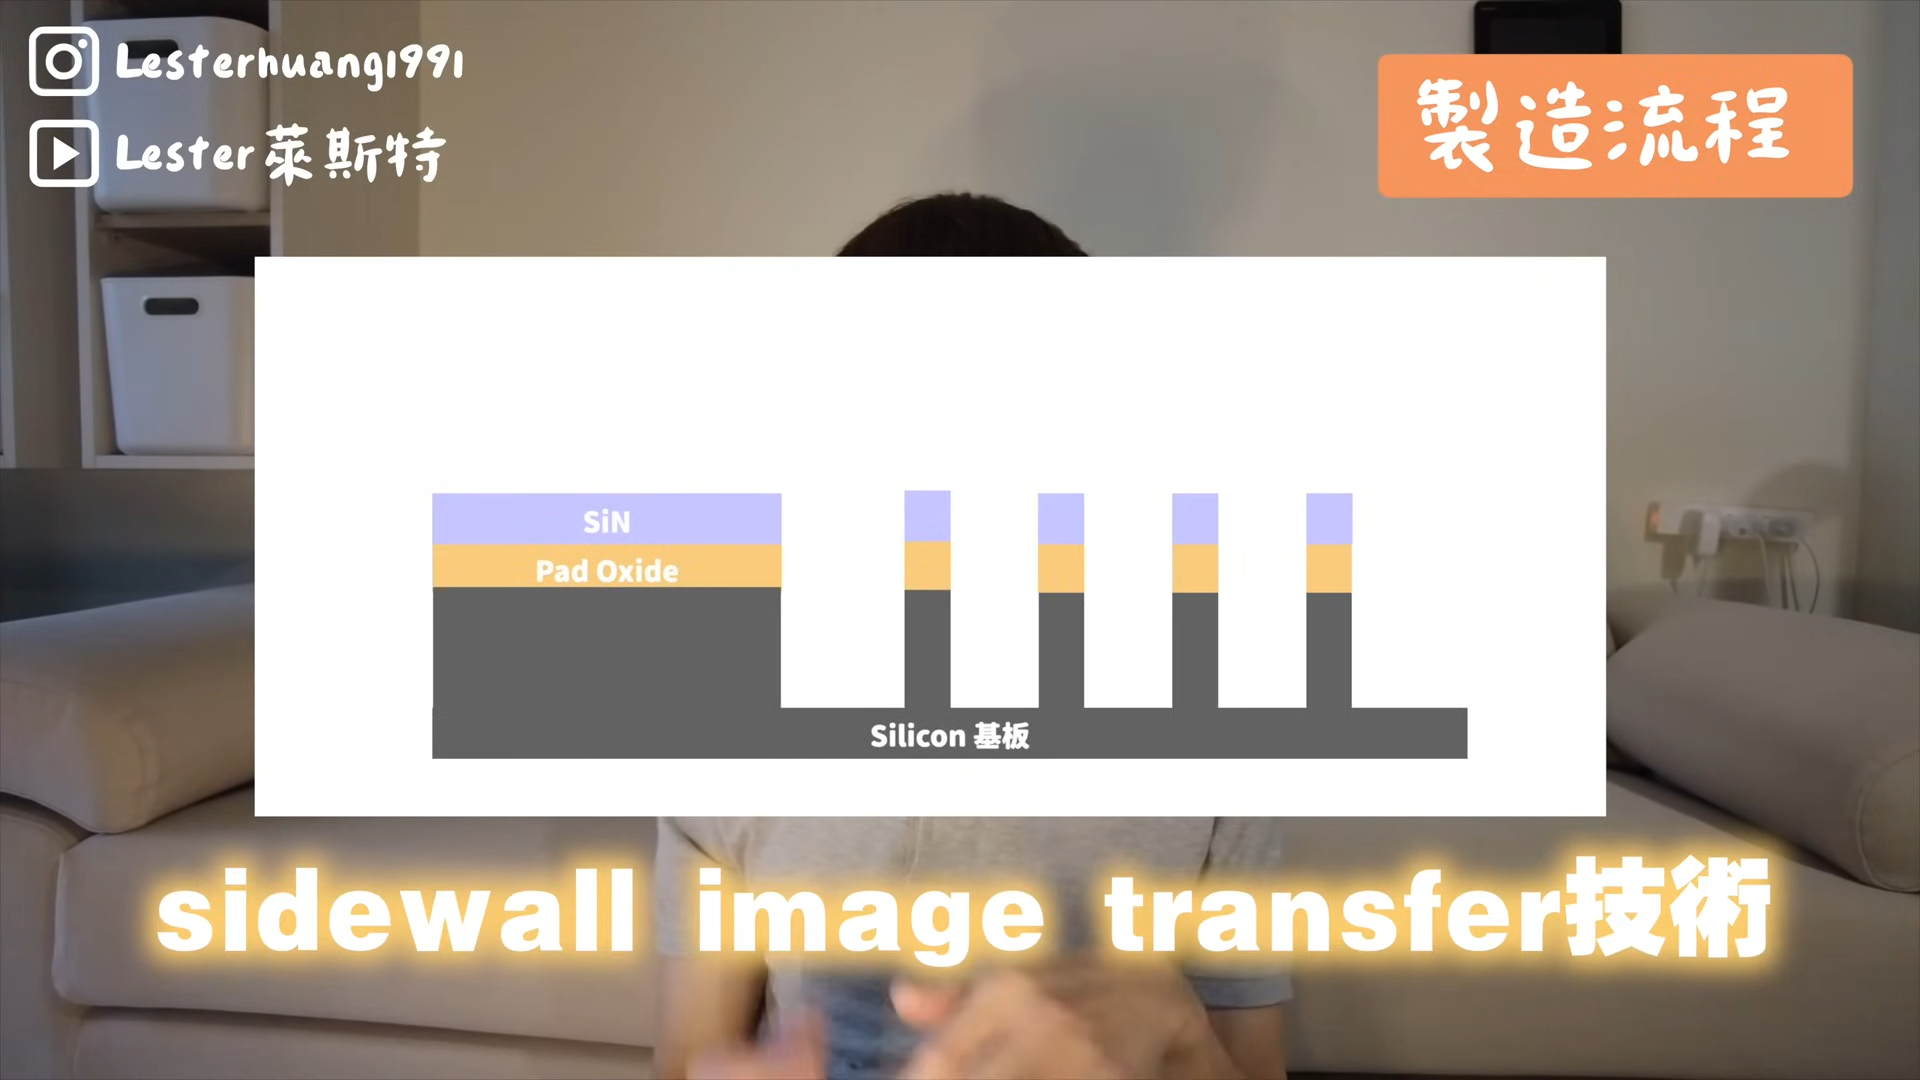 Lesterhuang1991
Lester萊斯特
製造流程
SiN
Pad Oxide
Silicon 基板
sidewall image transfer技術